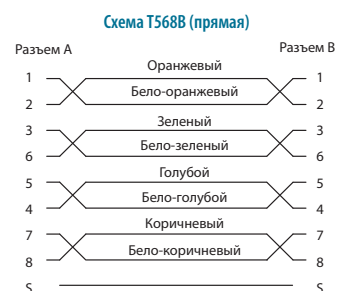 Схема T568B (прямая)
Разъем А Разъем В
Оранжевый
1 1
Бело-оранжевый
2 2
Зеленый
3 3
Бело-зеленый
6 6
Голубой
5 5
Бело-голубой
4 4
Коричневый
7 7
Бело-коричневый
8 8
S S